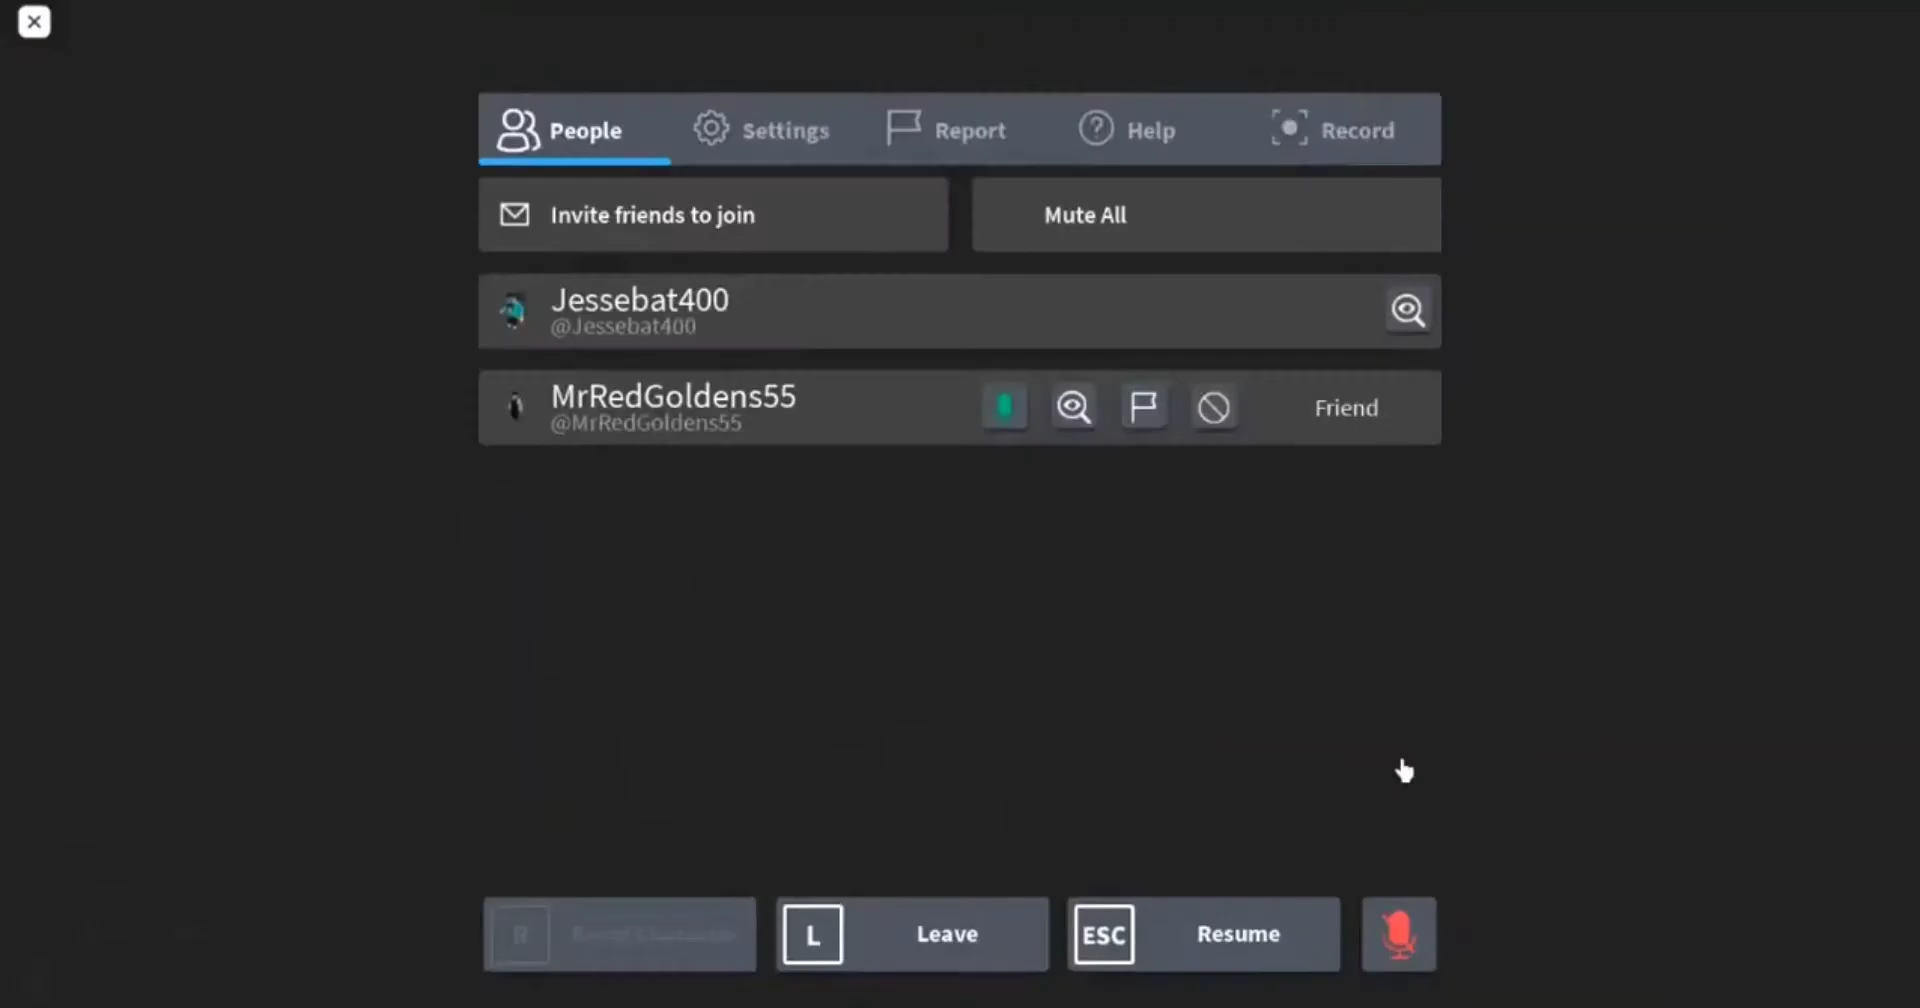 People
Settings
Report
Help
Record
Invite friends to join
Mute All
Jessebat400
@Jessebat400
MrRedGoldens55
@MrRedGoldens55
Friend
R
L
Leave
ESC
Resume